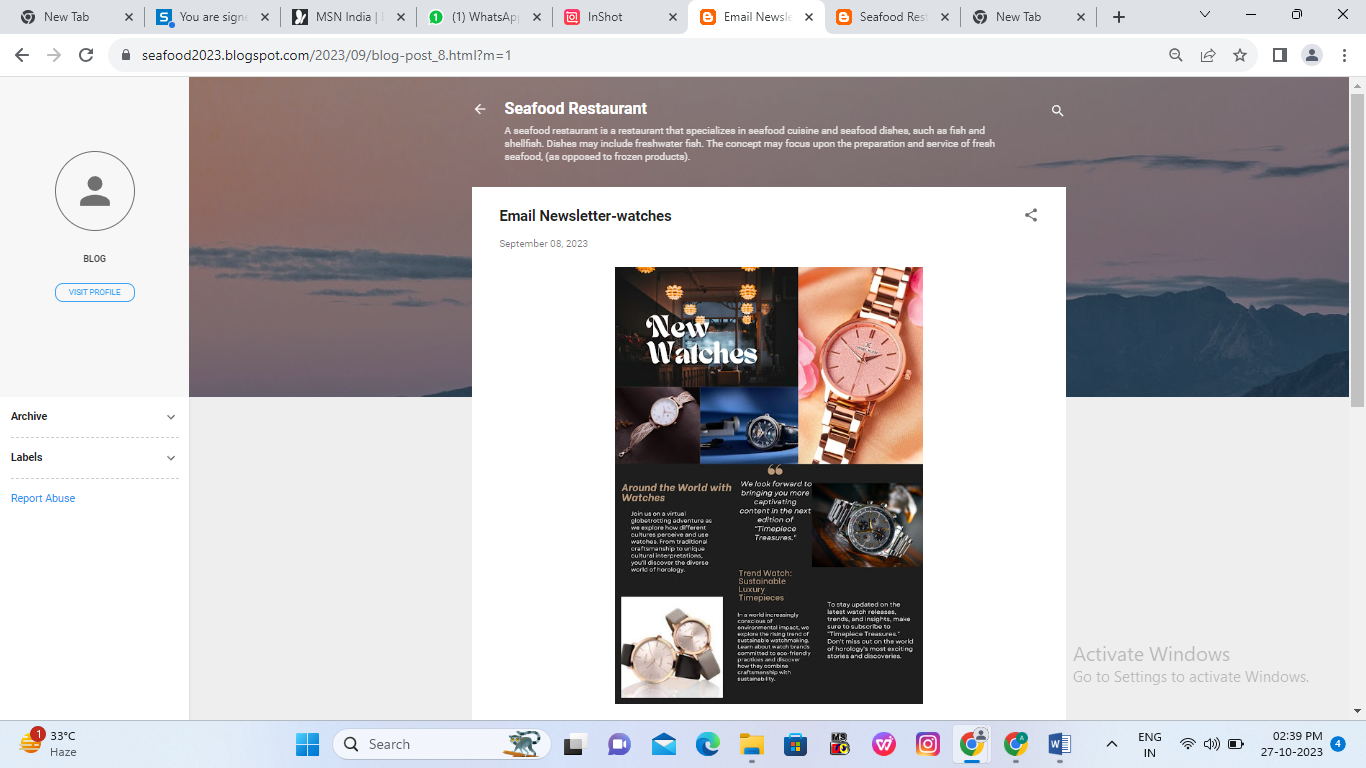 New Tab
You are signe
MSN India |
(1) WhatsApp
InShot
Email Newsle
Seafood Rest
New Tab
seafood2023.blogspot.com/2023/09/blog-post_8.html?m=1
Seafood Restaurant
A seafood restaurant is a restaurant that specializes in seafood cuisine and seafood dishes, such as fish and
shellfish. Dishes may include freshwater fish. The concept may focus upon the preparation and service of fresh
seafood, (as opposed to frozen products).
BLOG
VISIT PROFILE
Archive
Labels
Report Abuse
Email Newsletter-watches
September 08, 2023
New
Watches
Around the World with
Watches
Join us on a virtual
globetrotting adventure as
we explore how different
cultures perceive and use
watches. From traditional
craftsmanship to unique
cultural interpretations,
you'll discover the diverse
world of horology.
❝
We look forward to
bringing you more
captivating
content in the next
edition of
"Timepiece
Treasures."
Trend Watch:
Sustainable
Luxury
Timepieces
In a world increasingly
conscious of
environmental impact, we
explore the rising trend of
sustainable watchmaking.
Learn about watch brands
committed to eco-friendly
practices and discover
how they combine
craftsmanship with
sustainability.
To stay updated on the
latest watch releases,
trends, and insights, make
sure to subscribe to
"Timepiece Treasures."
Don't miss out on the world
of horology's most exciting
stories and discoveries.
Activate Windows
Go to Settings to activate Windows.
1
33°C
Haze
Search
ENG
IN
02:39 PM
27-10-2023
4